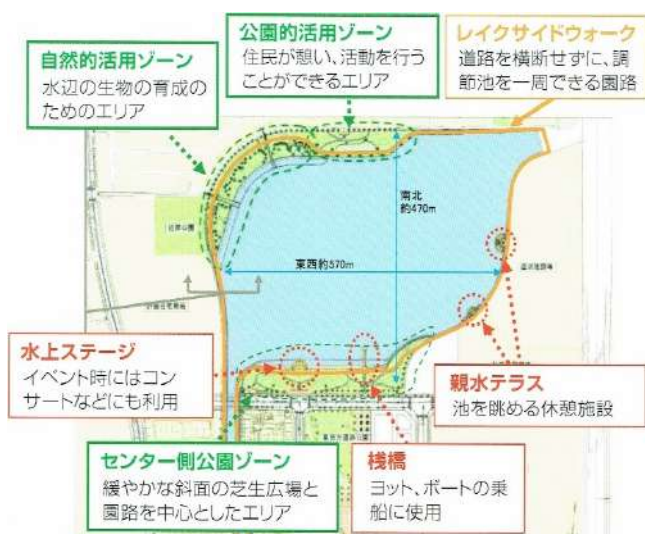 公園的活用ゾーン
住民が憩い、活動を行う
ことができるエリア
レイクサイドウォーク
道路を横断せずに、調
節池を一周できる園路
自然的活用ゾーン
水辺の生物の育成の
ためのエリア
南北
約470m
東西約570m
水上ステージ
イベント時にはコン
サートなどにも利用
親水テラス
池を眺める休憩施設
センター側公園ゾーン
緩やかな斜面の芝生広場と
園路を中心としたエリア
桟橋
ヨット、ボートの乗
船に使用